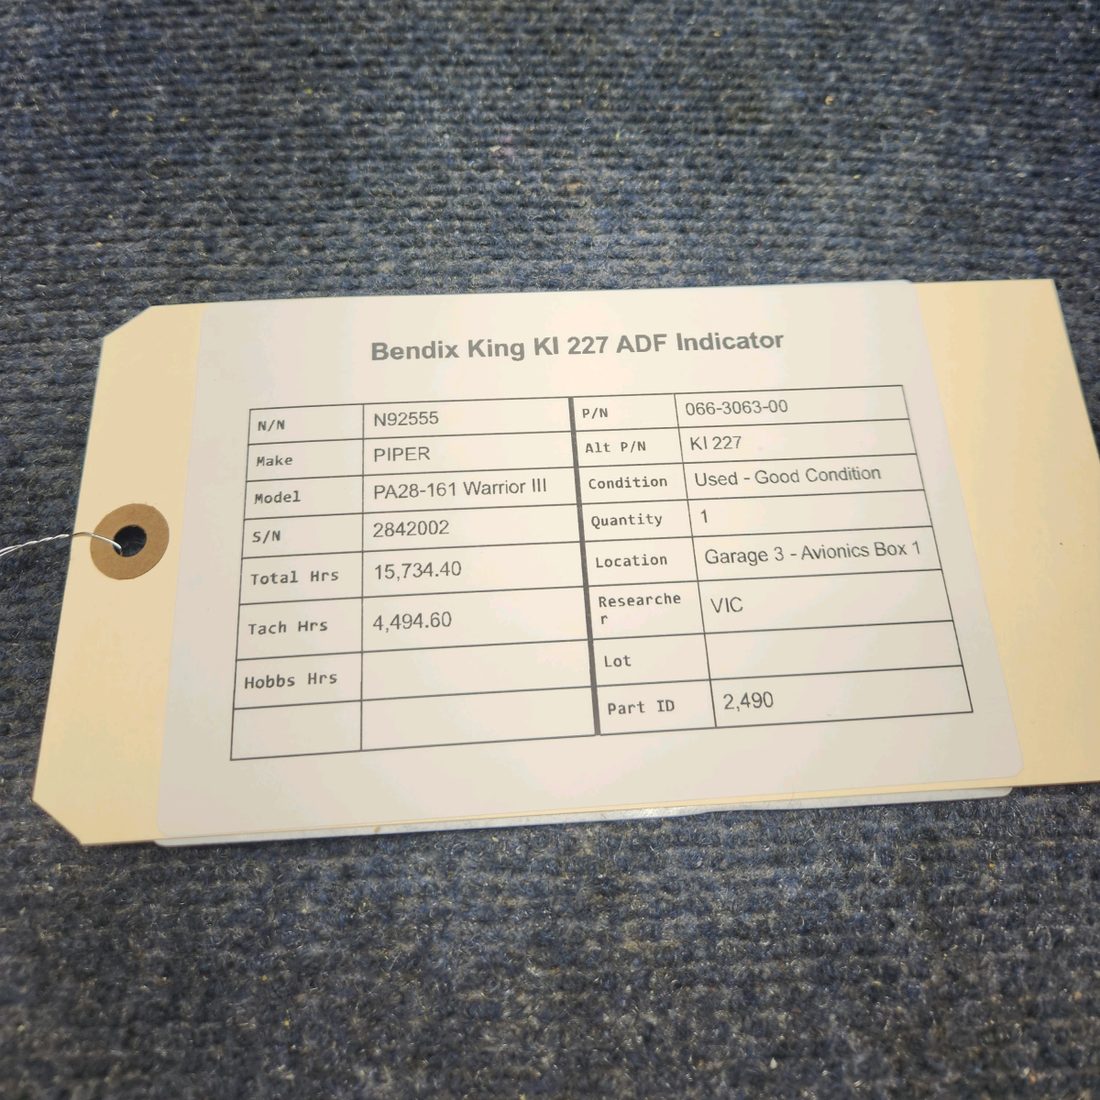 Bendix King KI 227 ADF Indicator
N/N N92555 P/N 066-3063-00
Make PIPER Alt P/N KI 227
Model PA28-161 Warrior III Condition Used - Good Condition
S/N 2842002 Quantity 1
Total Hrs 15,734.40 Location Garage 3 - Avionics Box 1
Tach Hrs 4,494.60 Researche
r VIC
Hobbs Hrs Lot
Part ID 2,490